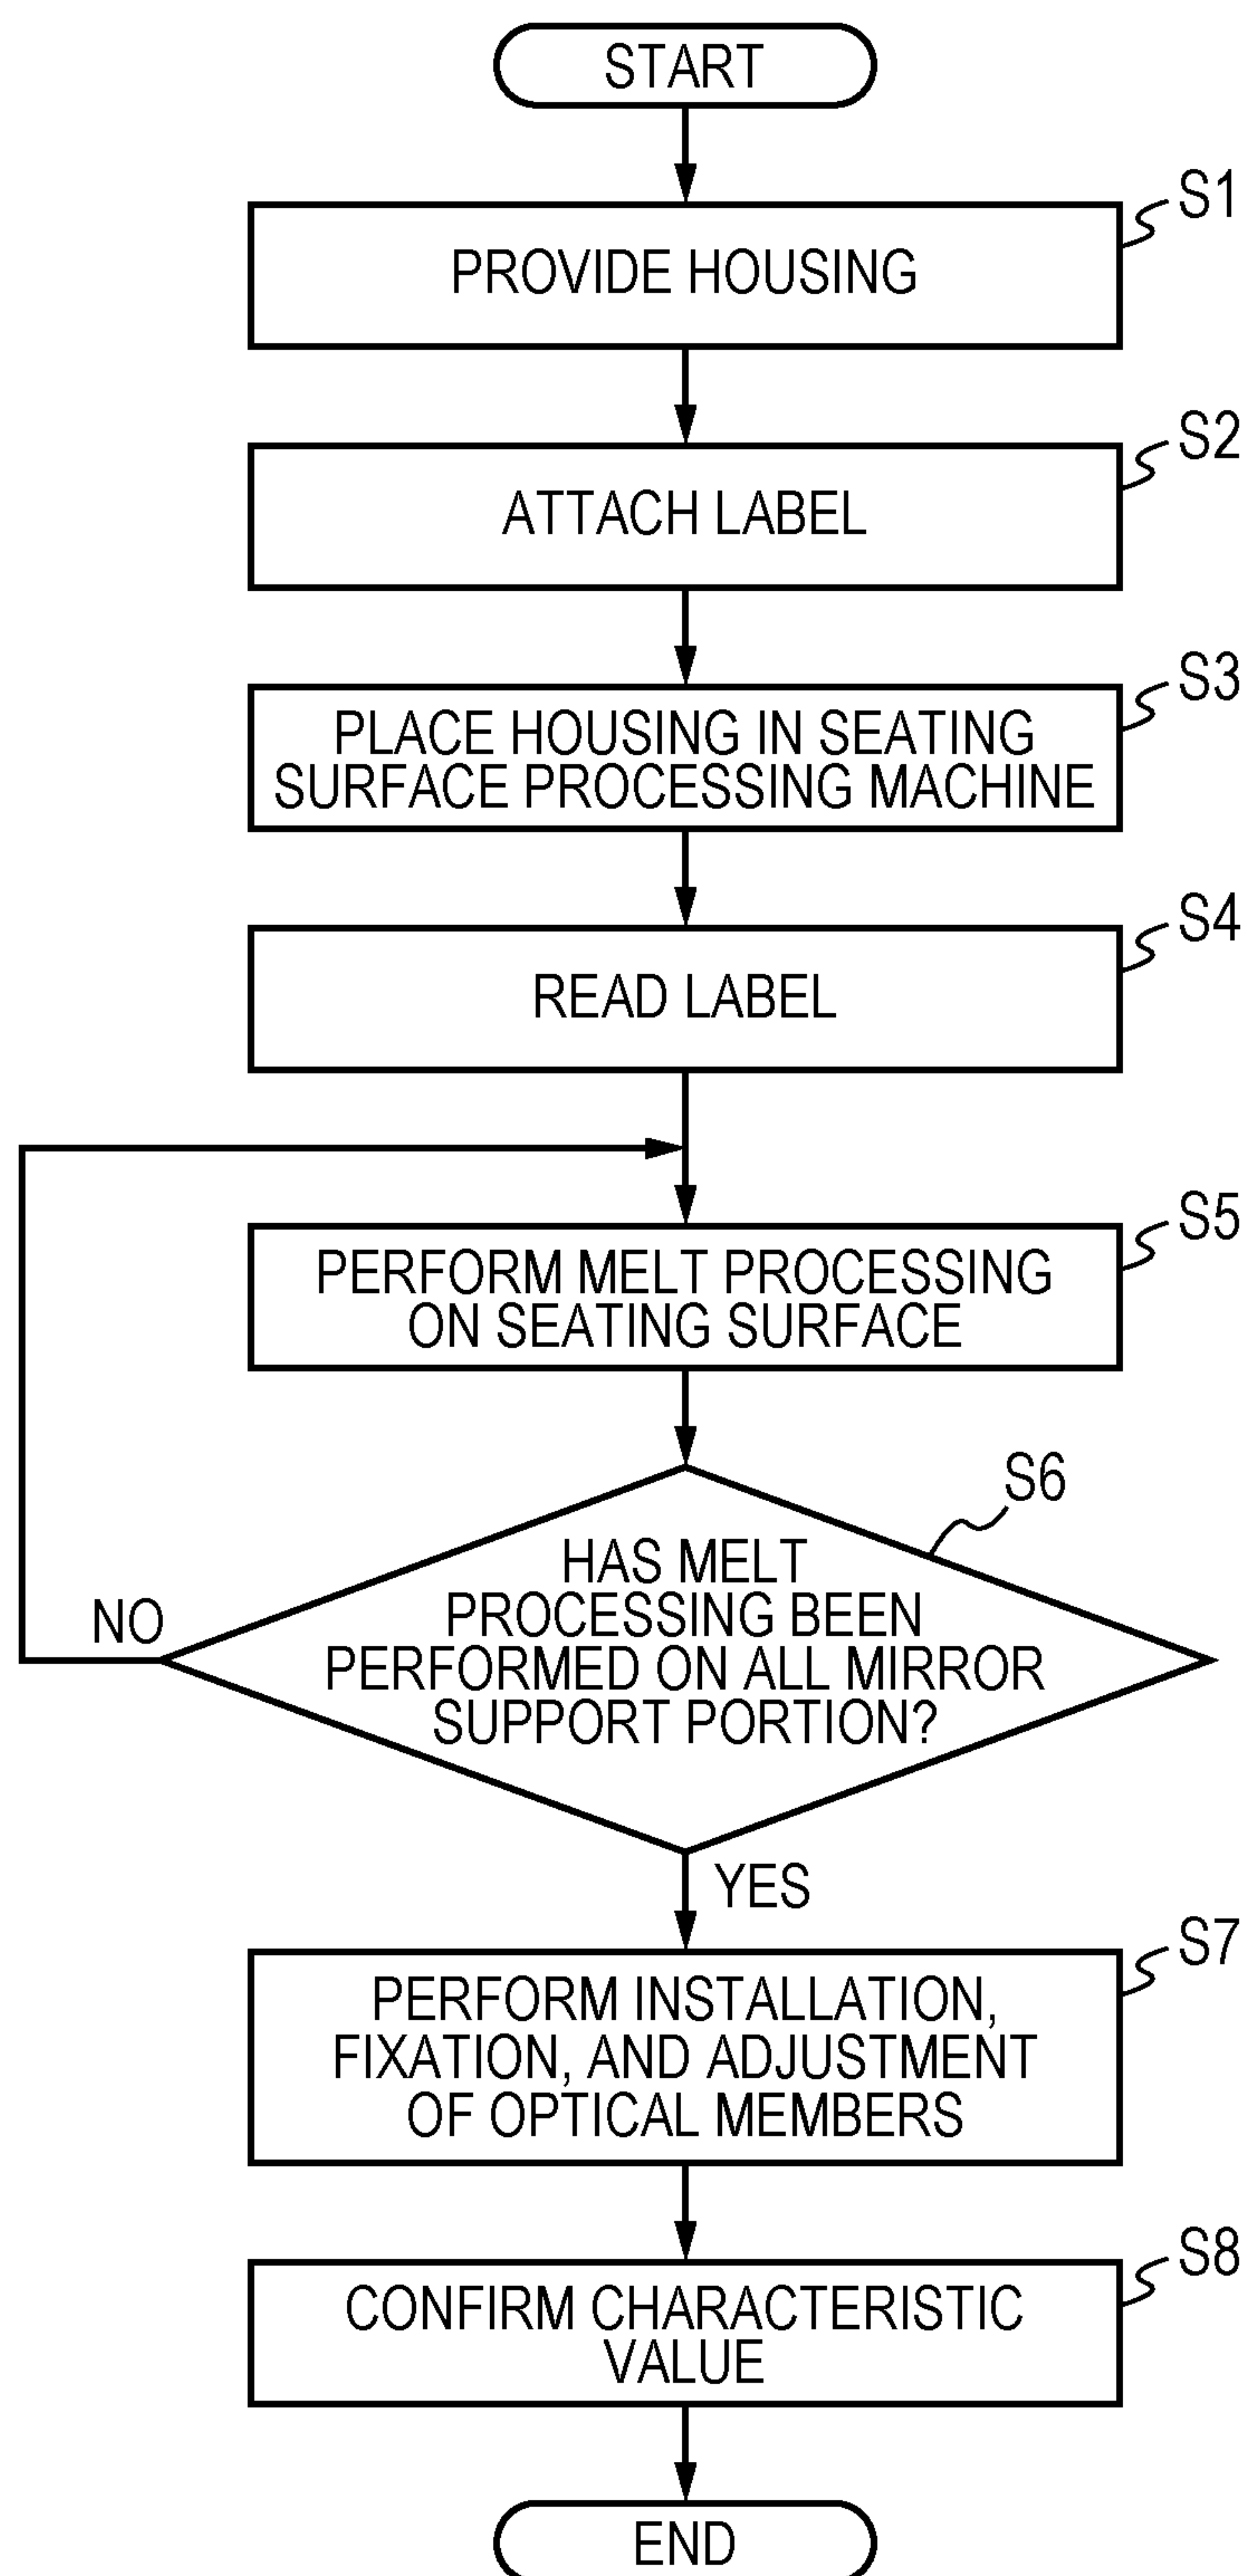 START
S1
PROVIDE HOUSING
S2
ATTACH LABEL
S3
PLACE HOUSING IN SEATING
SURFACE PROCESSING MACHINE
S4
READ LABEL
S5
PERFORM MELT PROCESSING
ON SEATING SURFACE
S6
HAS MELT
PROCESSING BEEN
PERFORMED ON ALL MIRROR
SUPPORT PORTION?
NO
YES
S7
PERFORM INSTALLATION,
FIXATION, AND ADJUSTMENT
OF OPTICAL MEMBERS
S8
CONFIRM CHARACTERISTIC
VALUE
END